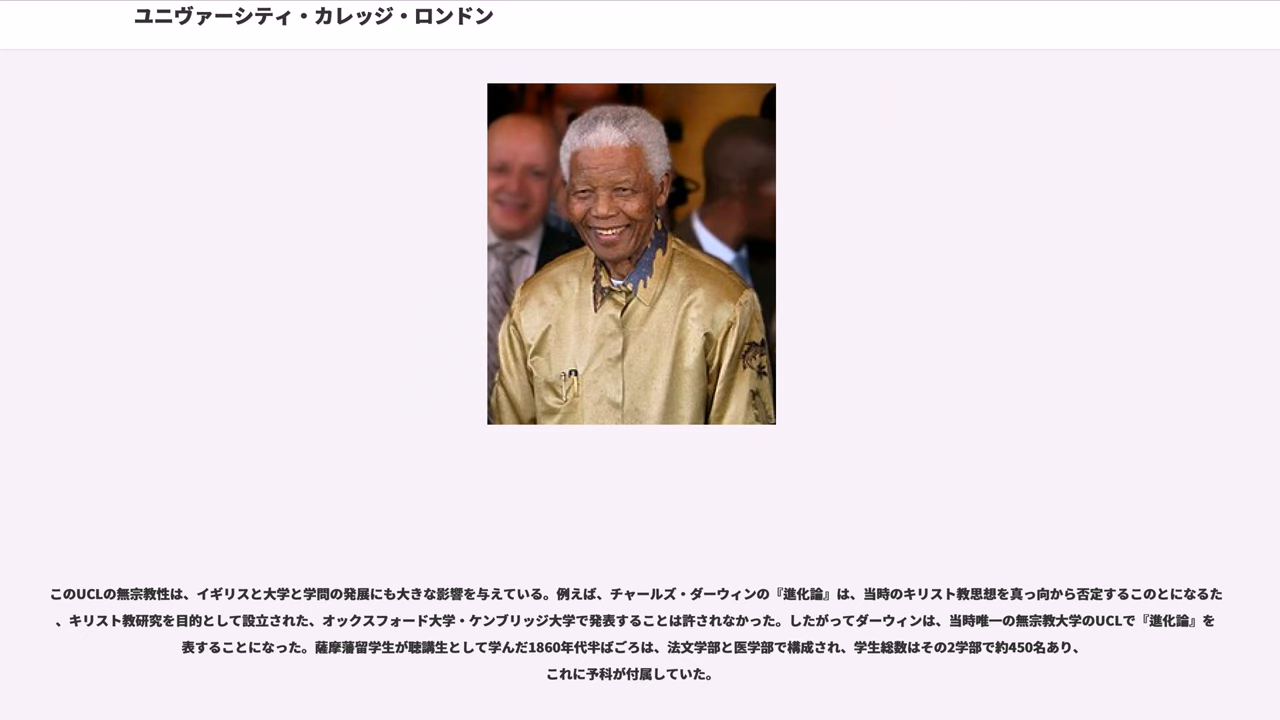 ユニヴァーシティ・カレッジ・ロンドン
このUCLの無宗教性は、イギリスと大学と学問の発展にも大きな影響を与えている。例えば、チャールズ・ダーウィンの『進化論』は、当時のキリスト教思想を真っ向から否定するこのとになるた
、キリスト教研究を目的として設立された、オックスフォード大学・ケンブリッジ大学で発表することは許されなかった。したがってダーウィンは、当時唯一の無宗教大学のUCLで『進化論』を
表することになった。薩摩藩留学生が聴講生として学んだ1860年代半ばごろは、法文学部と医学部で構成され、学生総数はその2学部で約450名あり、
これに予科が付属していた。